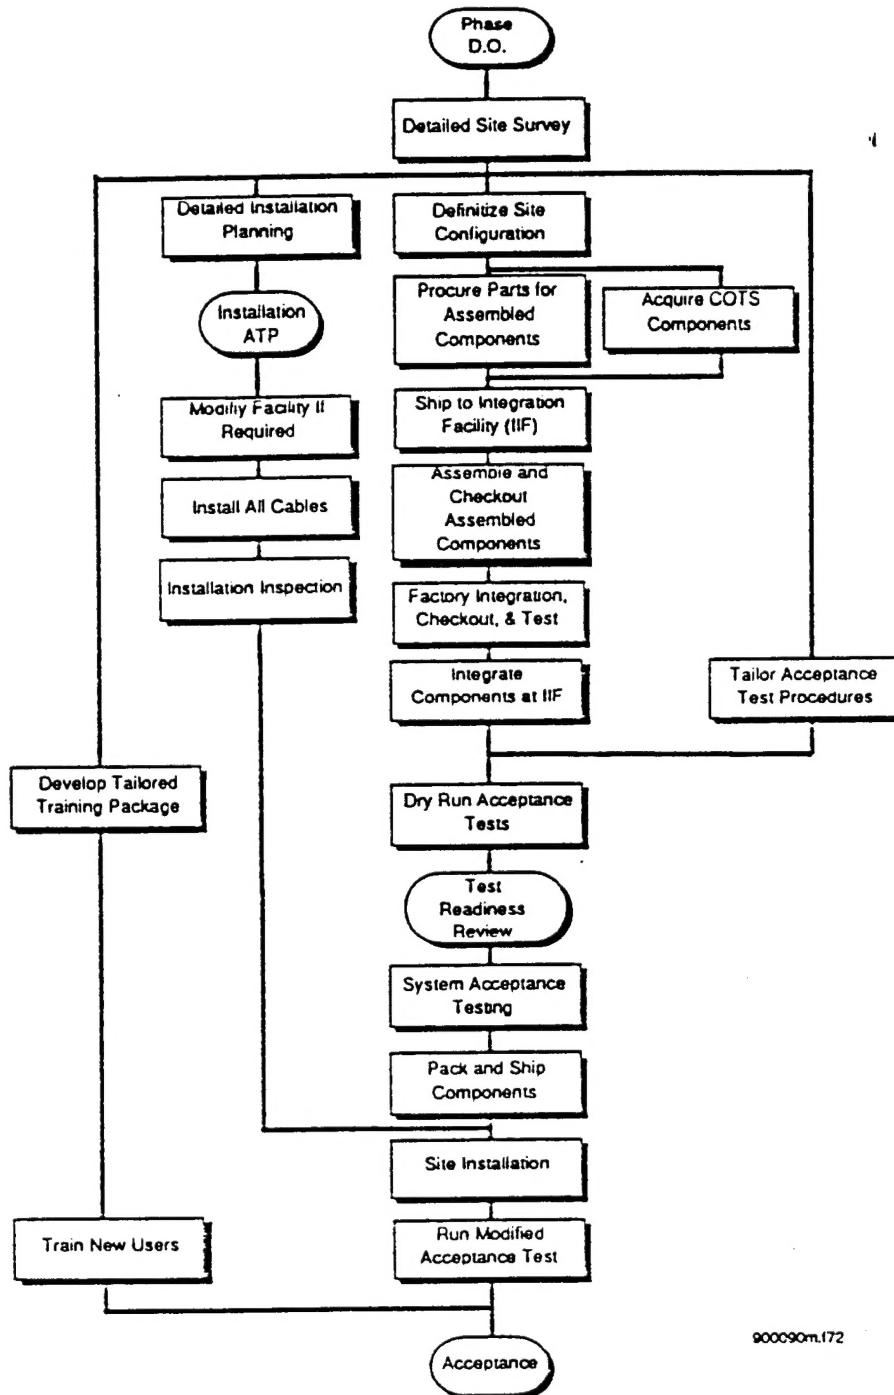 Phase
D.O.
Detailed Site Survey
Detailed Installation
Planning
Definitize Site
Configuration
Installation
ATP
Procure Parts for
Assembled
Components
Acquire COTS
Components
Modifiy Facility If
Required
Ship to Integration
Facility (IIF)
Install All Cables
Assemble and
Checkout
Assembled
Components
Installation Inspection
Factory Integration,
Checkout, & Test
Integrate
Components at IIF
Tailor Acceptance
Test Procedures
Develop Tailored
Training Package
Dry Run Acceptance
Tests
Test
Readiness
Review
System Acceptance
Testing
Pack and Ship
Components
Site Installation
Train New Users
Run Modified
Acceptance Test
Acceptance
900090m.172